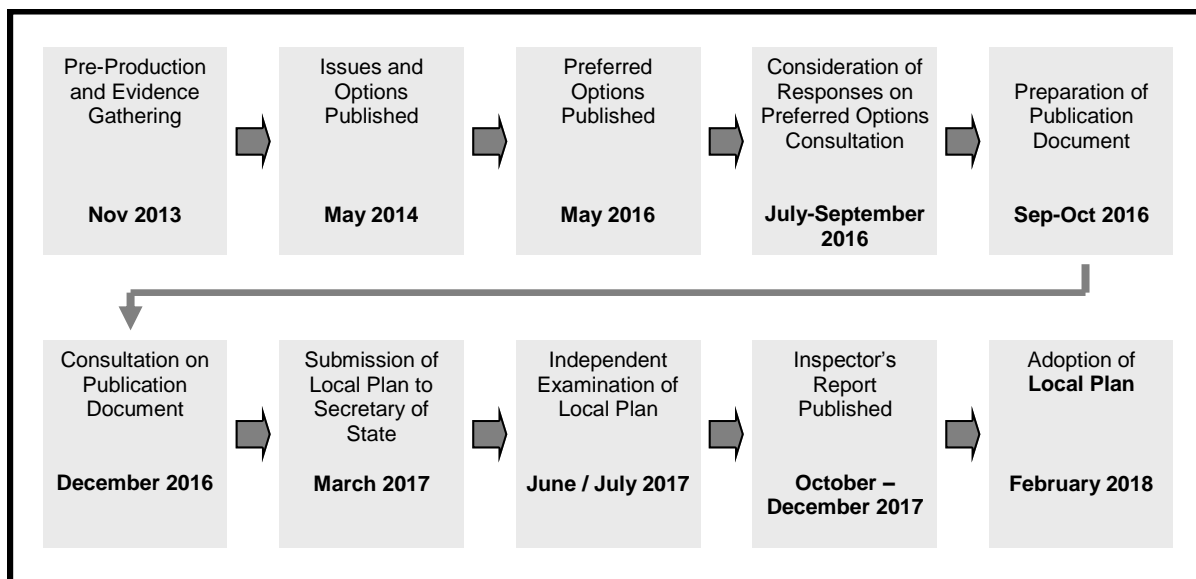 Pre-Production
and Evidence
Gathering
Nov 2013
Issues and
Options
Published
May 2014
Preferred
Options
Published
May 2016
Consideration of
Responses on
Preferred Options
Consultation
July-September
2016
Preparation of
Publication
Document
Sep-Oct 2016
Consultation on
Publication
Document
December 2016
Submission of
Local Plan to
Secretary of
State
March 2017
Independent
Examination of
Local Plan
June / July 2017
Inspector’s
Report
Published
October –
December 2017
Adoption of
Local Plan
February 2018